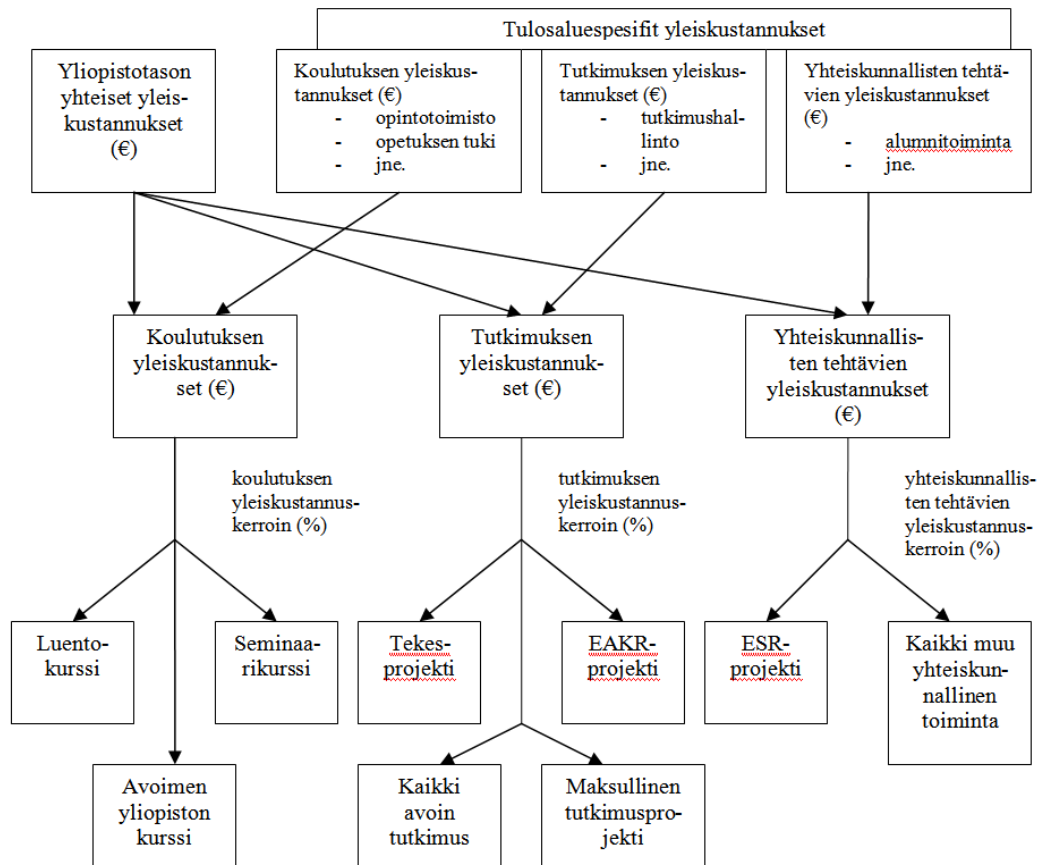 Tulosaluespesifit yleiskustannukset
Yliopistotason
yhteiset yleis-
kustannukset
(€)
Koulutuksen yleiskus-
tannukset (€)
- opintotoimisto
- opetuksen tuki
- jne.
Tutkimuksen yleiskus-
tannukset (€)
- tutkimushal-
linto
- jne.
Yhteiskunnallisten tehtä-
vien yleiskustannukset
(€)
- alumnitoiminta
- jne.
Koulutuksen
yleiskustannuk-
set (€)
Tutkimuksen
yleiskustannuk-
set (€)
Yhteiskunnallis-
ten tehtävien
yleiskustannukset
(€)
koulutuksen
yleiskustannus-
kerroin (%)
tutkimuksen
yleiskustannus-
kerroin (%)
yhteiskunnallis-
ten tehtävien
yleiskustannus-
kerroin (%)
Luento-
kurssi
Seminaa-
rikurssi
Tekes-
projekti
EAKR-
projekti
ESR-
projekti
Kaikki muu
yhteiskun-
nallinen
toiminta
Avoimen
yliopiston
kurssi
Kaikki
avoin
tutkimus
Maksullinen
tutkimuspro-
jekti